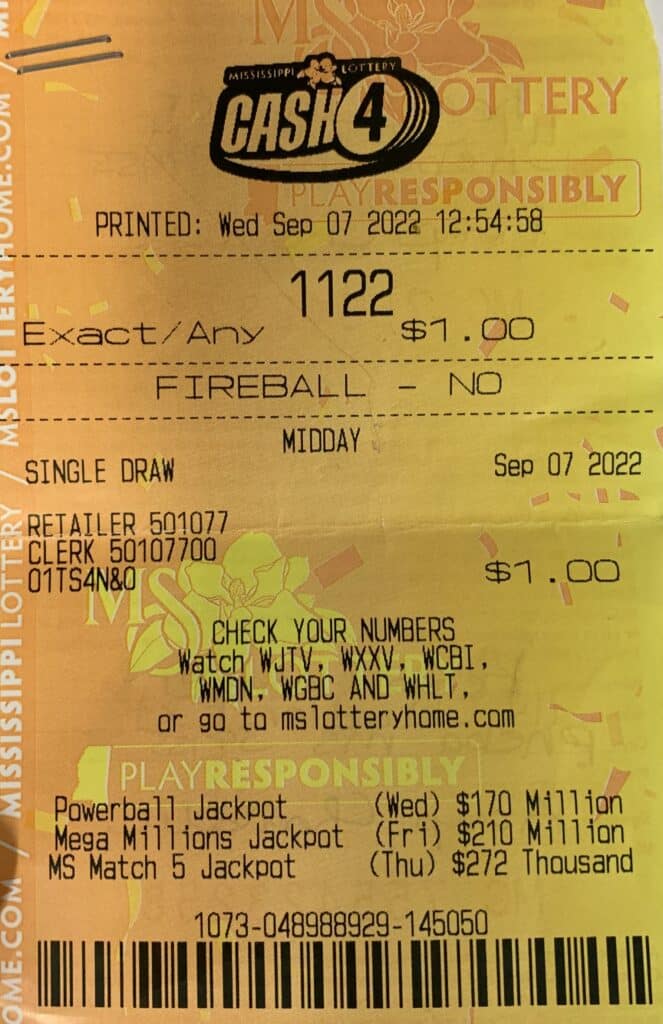 MS
LOTTERY
MISSISSIPPI LOTTERY
CASH 4
PLAYRESPONSIBLY
PRINTED: Wed Sep 07 2022 12:54:58
1122
Exact/Any $1.00
FIREBALL - NO
MIDDAY
SINGLE DRAW Sep 07 2022
RETAILER 501077
CLERK 50107700
01TS4N&0 $1.00
MS
CHECK YOUR NUMBERS
Watch WJTV, WXXV, WCBI,
WMDN, WGBC AND WHLT,
or go to mslotteryhome.com
PLAYRESPONSIBLY
Powerball Jackpot (Wed) $170 Million
Mega Millions Jackpot (Fri) $210 Million
MS Match 5 Jackpot (Thu) $272 Thousand
1073-048988929-145050
OME.COM / MISSISSIPPI LOTTERY / MSLOTTERYHOME.COM /